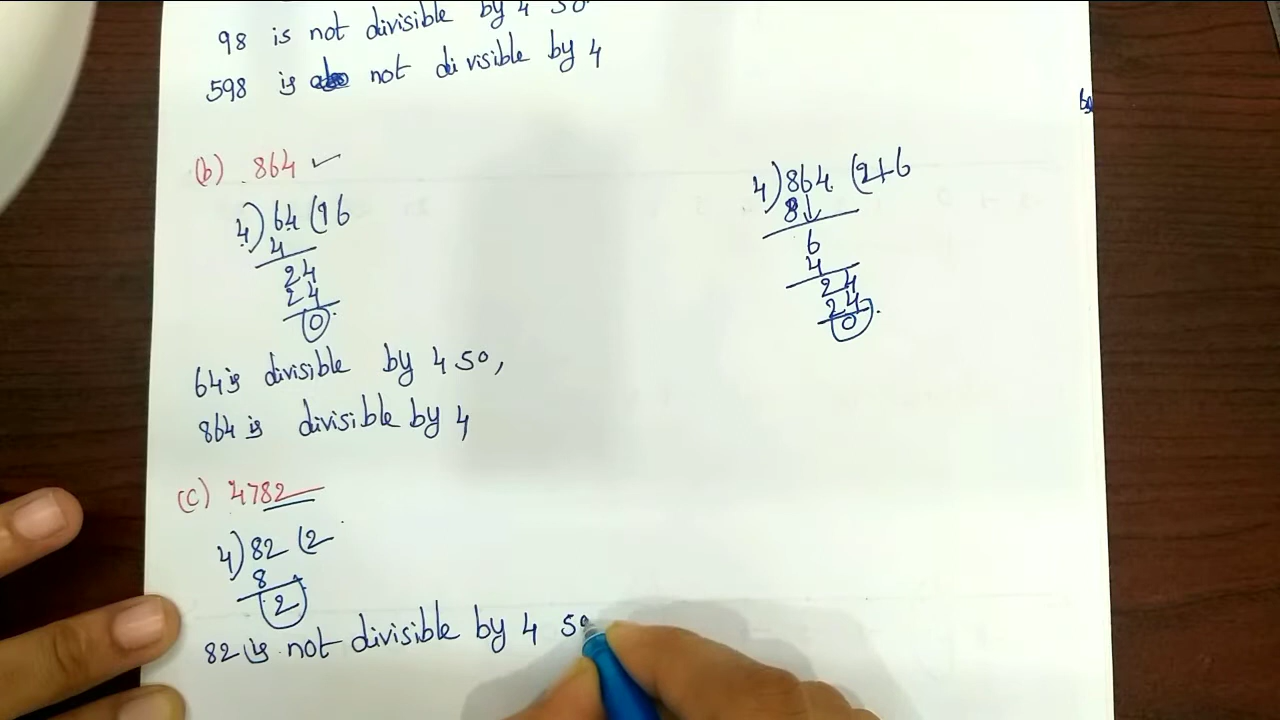 98 is not divisible by 4 so
598 is not divisible by 4
(b) 864 ✓
4) 64 (16
4
24
24
0
64 is divisible by 4 so,
864 is divisible by 4
4) 864 (216
8↓
6
4
24
24
0
(c) 4782
4) 82 (2
8
2
82 is not divisible by 4 so